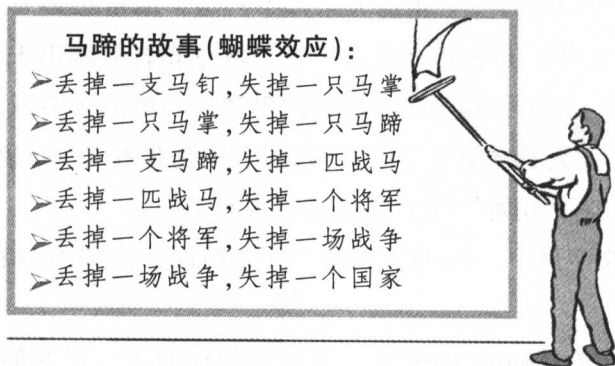 马蹄的故事(蝴蝶效应):
➢丢掉一支马钉,失掉一只马掌
➢丢掉一只马掌,失掉一只马蹄
➢丢掉一支马蹄,失掉一匹战马
➢丢掉一匹战马,失掉一个将军
➢丢掉一个将军,失掉一场战争
➢丢掉一场战争,失掉一个国家